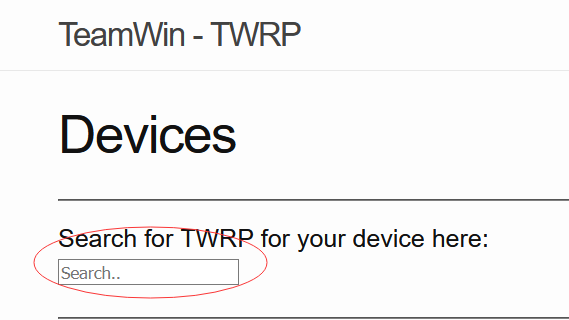 TeamWin - TWRP
Devices
Search for TWRP for your device here:
Search..